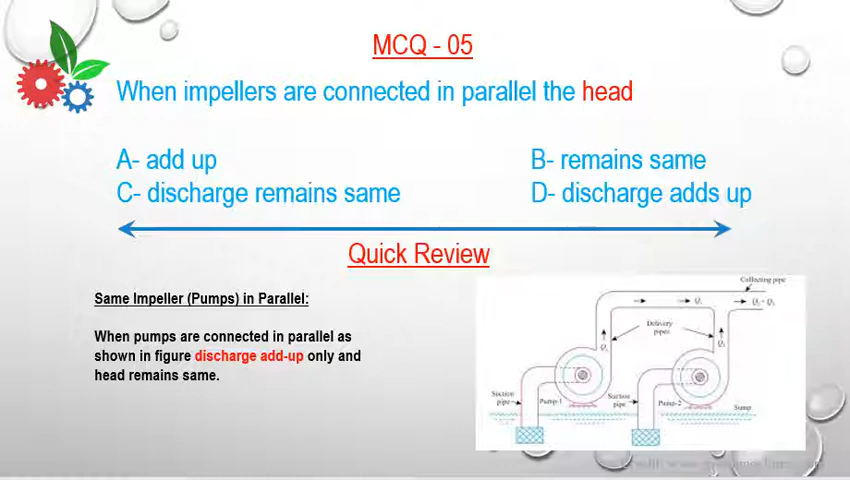 MCQ - 05
When impellers are connected in parallel the head
A- add up
B- remains same
C- discharge remains same
D- discharge adds up
Quick Review
Same Impeller (Pumps) in Parallel:
When pumps are connected in parallel as
shown in figure discharge add-up only and
head remains same.
Collecting pipe
Q₁
Delivery
pipes
Q₁
Q₂
Suction
pipe
Pump-1
Suction
pipe
Pump-2
Sump